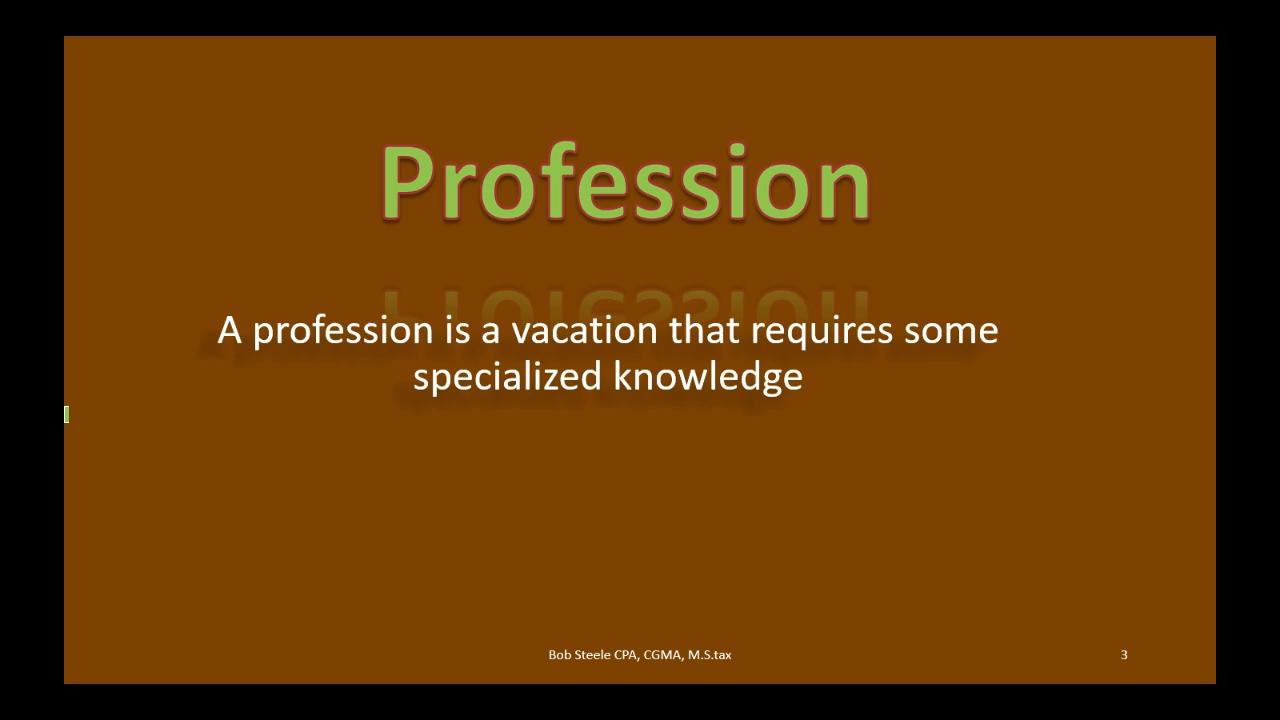 Profession
A profession is a vacation that requires some
specialized knowledge
Bob Steele CPA, CGMA, M.S.tax
3